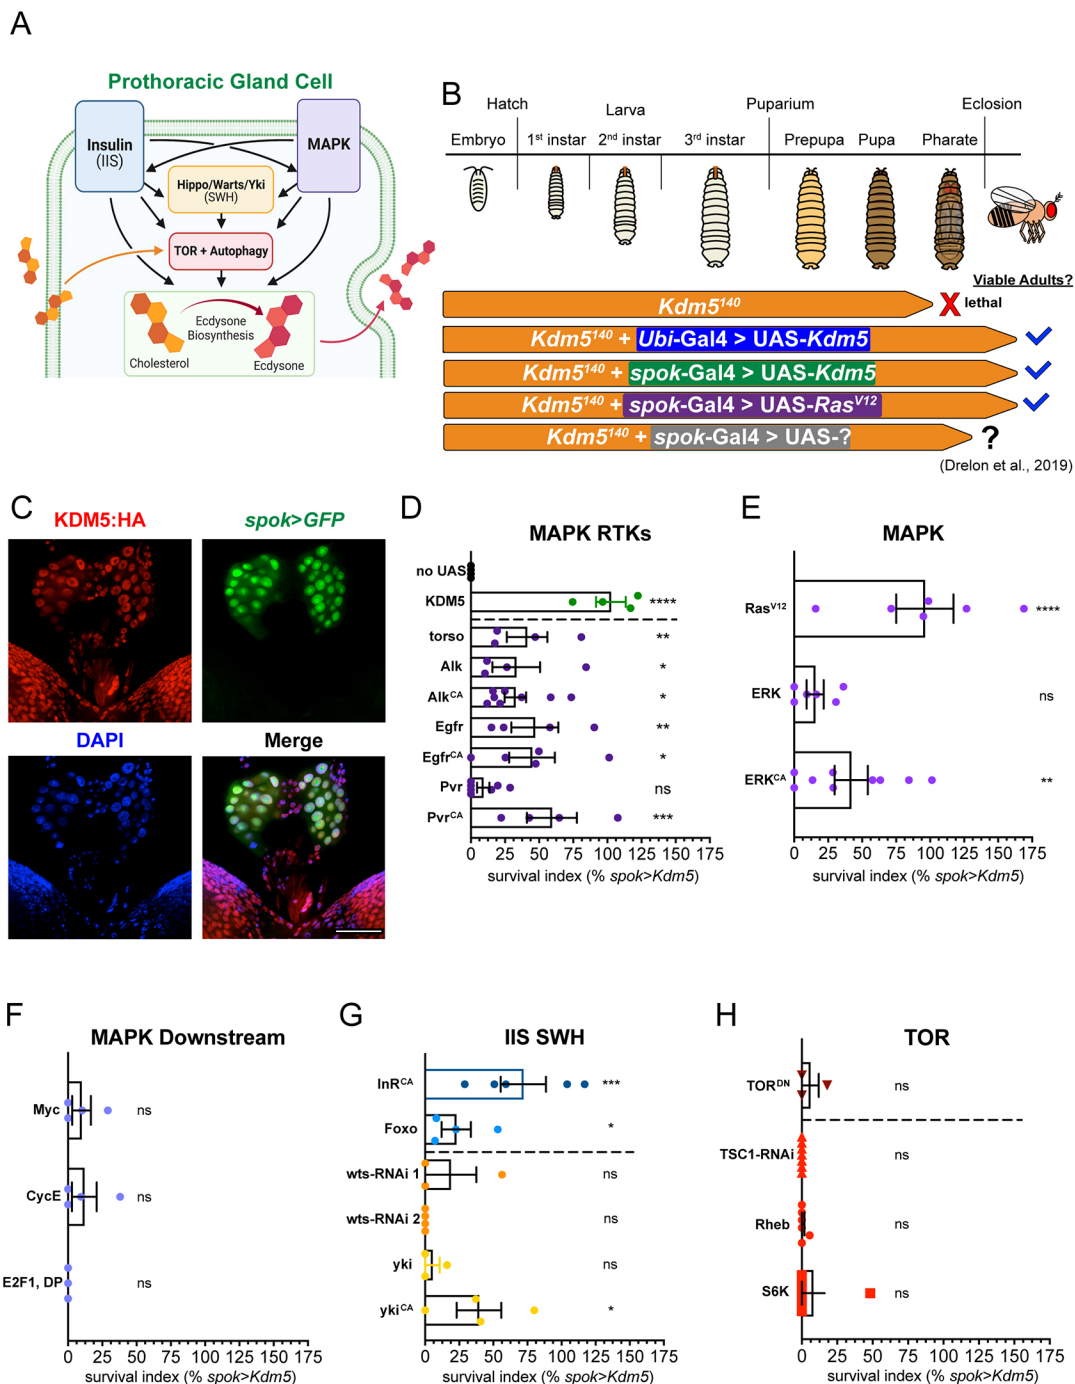 A
Prothoracic Gland Cell
Insulin
(IIS)
MAPK
Hippo/Warts/Yki
(SWH)
TOR + Autophagy
Ecdysone
Biosynthesis
Cholesterol
Ecdysone
B
Hatch
Larva
Puparium
Eclosion
Embryo
1st instar
2nd instar
3rd instar
Prepupa
Pupa
Pharate
Viable Adults?
Kdm5140
X lethal
Kdm5140 + Ubi-Gal4 > UAS-Kdm5
Kdm5140 + spok-Gal4 > UAS-Kdm5
Kdm5140 + spok-Gal4 > UAS-RasV12
Kdm5140 + spok-Gal4 > UAS-?
?
(Drelon et al., 2019)
C
KDM5:HA
spok>GFP
DAPI
Merge
D
MAPK RTKs
no UAS
KDM5 ****
torso **
Alk *
AlkCA *
Egfr **
EgfrCA *
Pvr ns
PvrCA ***
0 25 50 75 100 125 150 175
survival index (% spok>Kdm5)
E
MAPK
RasV12 ****
ERK ns
ERKCA **
0 25 50 75 100 125 150 175
survival index (% spok>Kdm5)
F
MAPK Downstream
Myc ns
CycE ns
E2F1, DP ns
0 25 50 75 100 125 150 175
survival index (% spok>Kdm5)
G
IIS SWH
InRCA ***
Foxo *
wts-RNAi 1 ns
wts-RNAi 2 ns
yki ns
ykiCA *
0 25 50 75 100 125 150 175
survival index (% spok>Kdm5)
H
TOR
TORDN ns
TSC1-RNAi ns
Rheb ns
S6K ns
0 25 50 75 100 125 150 175
survival index (% spok>Kdm5)